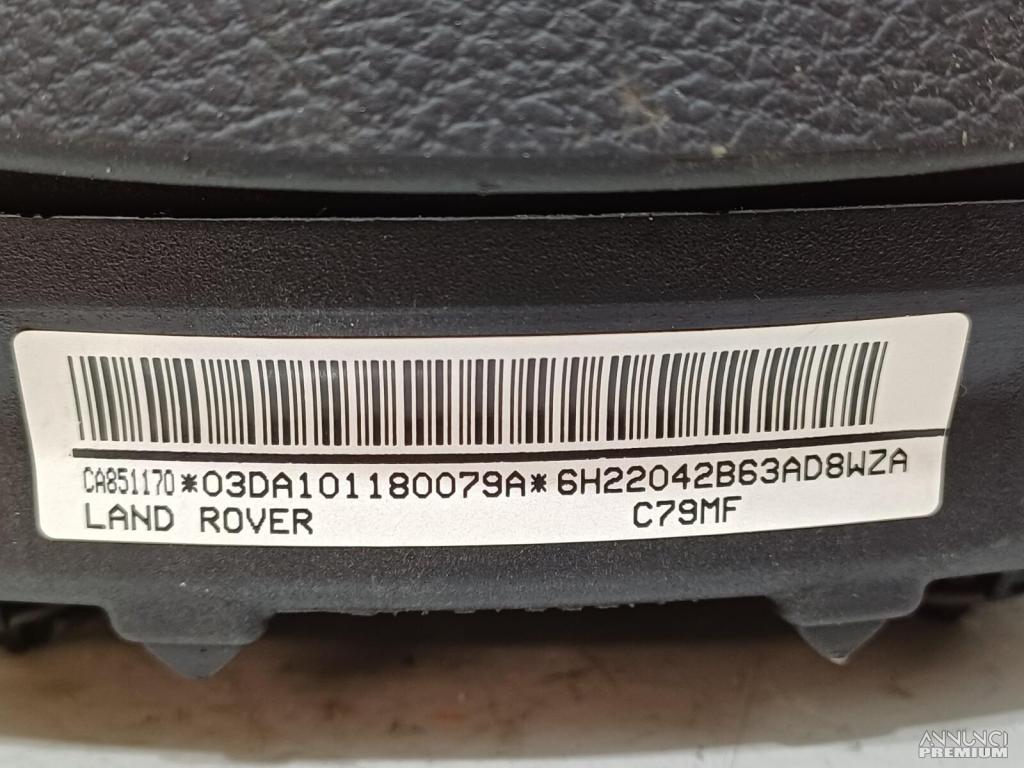 CA851170*03DA101180079A*6H22042B63AD8WZA
LAND ROVER C79MF
ANNUNCI
PREMIUM